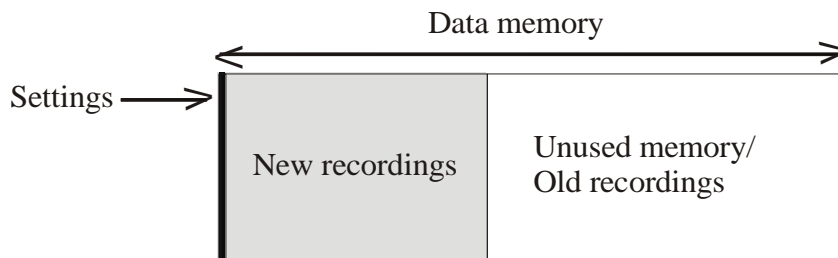 Data memory
Settings
New recordings
Unused memory/
Old recordings